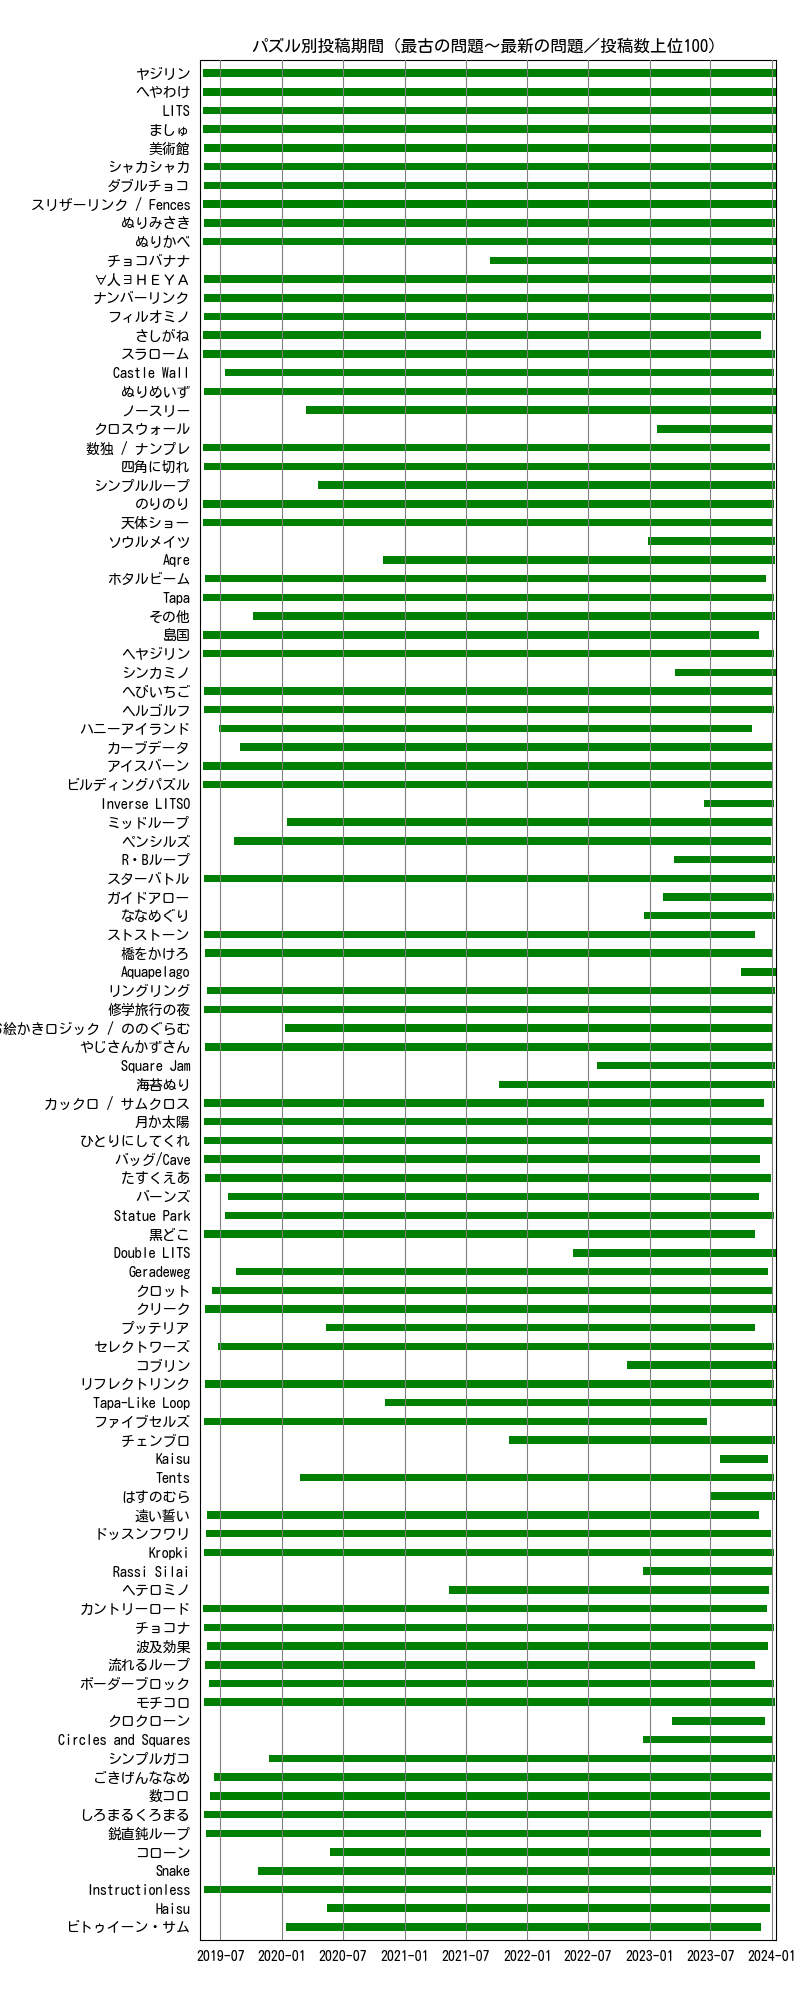 パズル別投稿期間（最古の問題～最新の問題／投稿数上位100）
ヤジリン
へやわけ
LITS
ましゅ
美術館
シャカシャカ
ダブルチョコ
スリザーリンク / Fences
ぬりみさき
ぬりかべ
チョコバナナ
∀人∃ＨＥＹＡ
ナンバーリンク
フィルオミノ
さしがね
スラローム
Castle Wall
ぬりめいず
ノースリー
クロスウォール
数独 / ナンプレ
四角に切れ
シンプルループ
のりのり
天体ショー
ソウルメイツ
Aqre
ホタルビーム
Tapa
その他
島国
ヘヤジリン
シンカミノ
へびいちご
ヘルゴルフ
ハニーアイランド
カーブデータ
アイスバーン
ビルディングパズル
Inverse LITSO
ミッドループ
ペンシルズ
R・Bループ
スターバトル
ガイドアロー
ななめぐり
ストストーン
橋をかけろ
Aquapelago
リングリング
修学旅行の夜
絵かきロジック / ののぐらむ
やじさんかずさん
Square Jam
海苔ぬり
カックロ / サムクロス
月か太陽
ひとりにしてくれ
バッグ/Cave
たすくえあ
バーンズ
Statue Park
黒どこ
Double LITS
Geradeweg
クロット
クリーク
プッテリア
セレクトワーズ
コブリン
リフレクトリンク
Tapa-Like Loop
ファイブセルズ
チェンブロ
Kaisu
Tents
はすのむら
遠い誓い
ドッスンフワリ
Kropki
Rassi Silai
ヘテロミノ
カントリーロード
チョコナ
波及効果
流れるループ
ボーダーブロック
モチコロ
クロクローン
Circles and Squares
シンプルガコ
ごきげんななめ
数コロ
しろまるくろまる
鋭直鈍ループ
コローン
Snake
Instructionless
Haisu
ビトゥイーン・サム
2019-07 2020-01 2020-07 2021-01 2021-07 2022-01 2022-07 2023-01 2023-07 2024-01